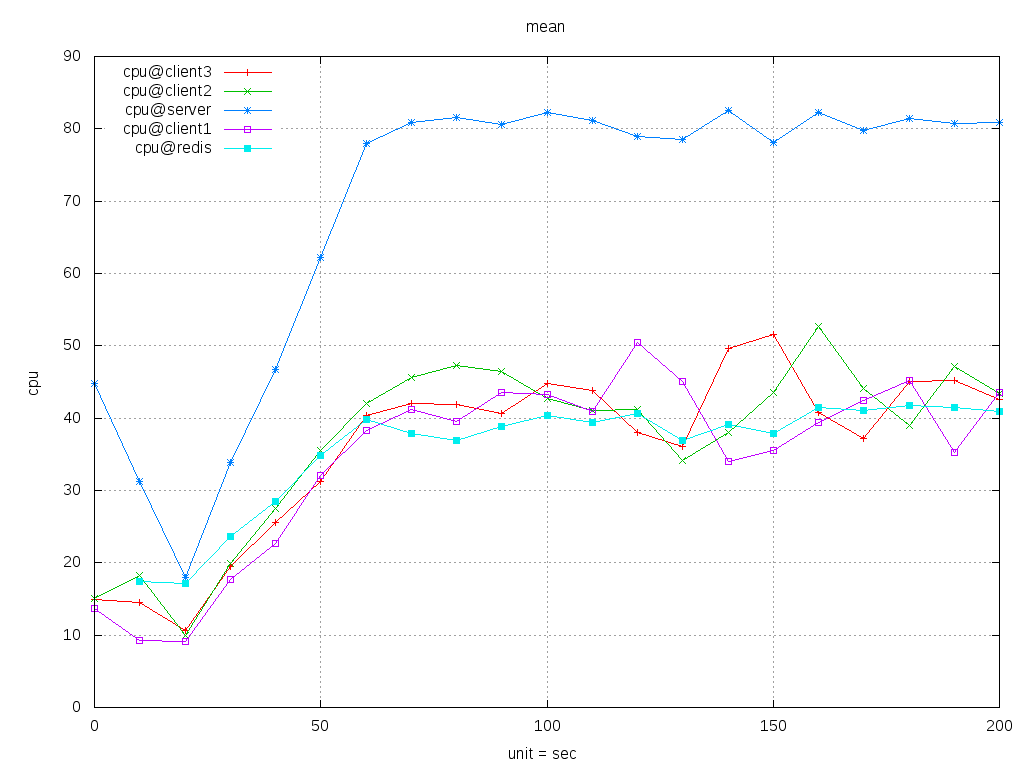 mean
90
80
70
60
50
40
30
20
10
0
cpu
cpu@client3
cpu@client2
cpu@server
cpu@client1
cpu@redis
0 50 100 150 200
unit = sec